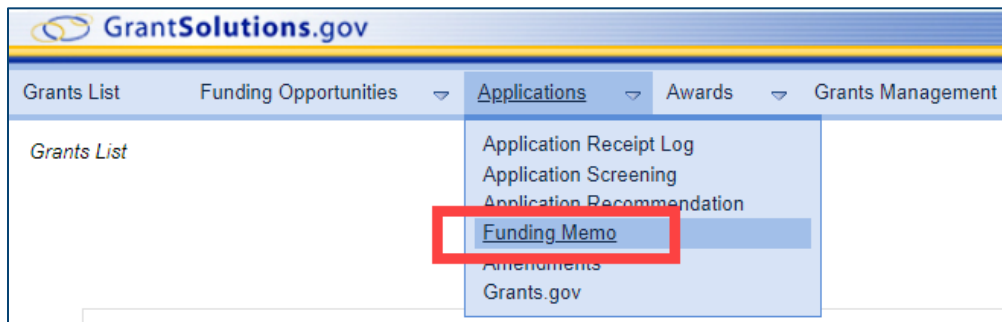 GrantSolutions.gov
Grants List Funding Opportunities Applications Awards Grants Management
Grants List
Application Receipt Log
Application Screening
Application Recommendation
Funding Memo
Amendments
Grants.gov